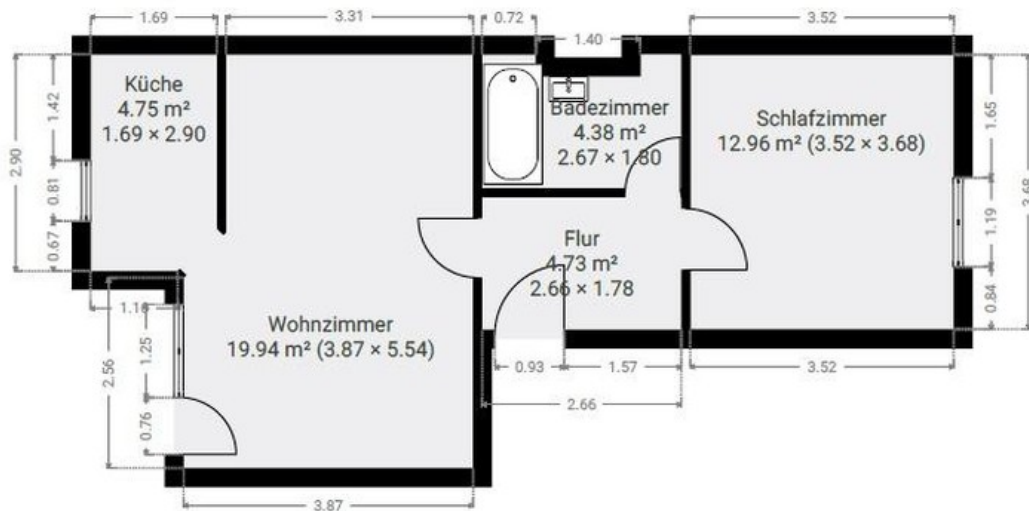 1.69
3.31
0.72
1.40
3.52
Küche
4.75 m²
1.69 × 2.90
Badezimmer
4.38 m²
2.67 × 1.80
Schlafzimmer
12.96 m² (3.52 × 3.68)
2.90
1.42
0.81
0.67
1.65
1.19
0.84
3.68
Flur
4.73 m²
2.66 × 1.78
1.18
Wohnzimmer
19.94 m² (3.87 × 5.54)
2.56
1.25
0.76
0.93
1.57
3.52
2.66
3.87